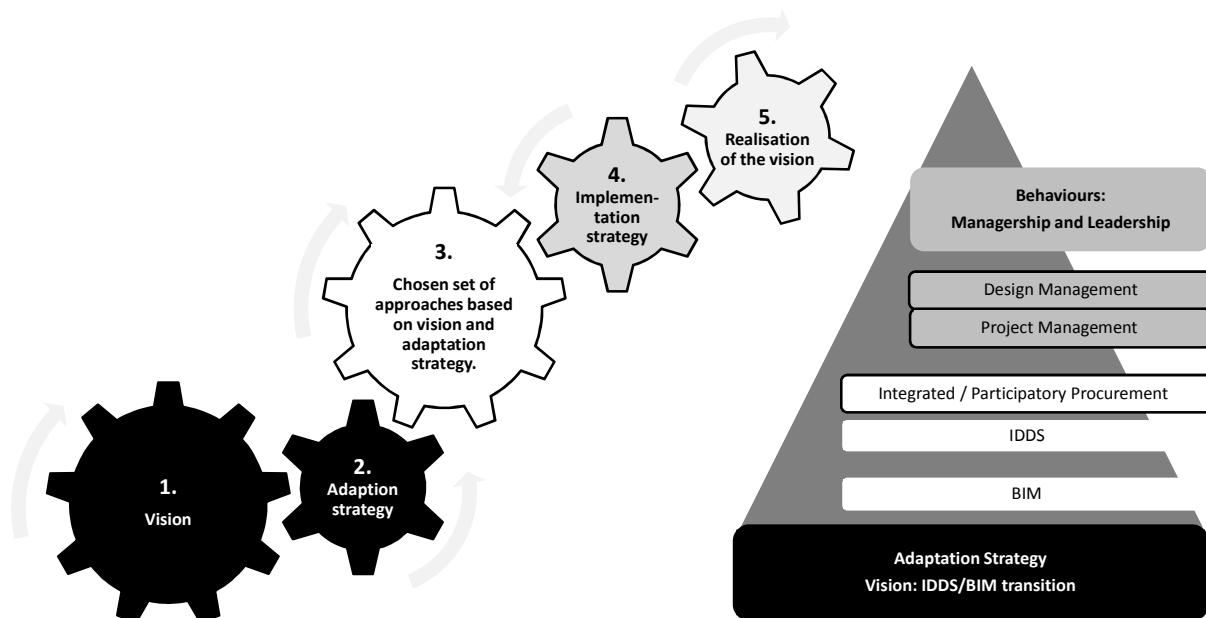 1.
Vision
2.
Adaption
strategy
3.
Chosen set of
approaches based
on vision and
adaptation
strategy.
4.
Implemen-
tation
strategy
5.
Realisation
of the vision
Behaviours:
Managership and Leadership
Design Management
Project Management
Integrated / Participatory Procurement
IDDS
BIM
Adaptation Strategy
Vision: IDDS/BIM transition